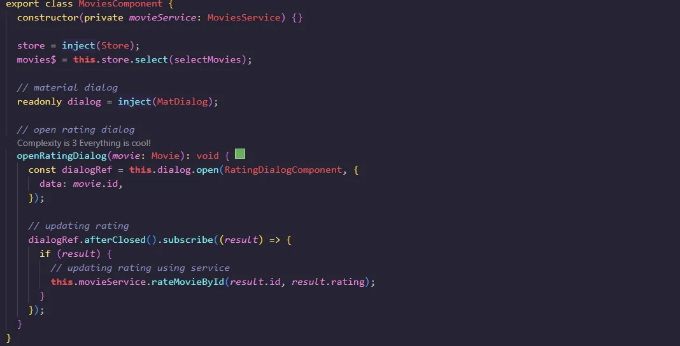 export class MoviesComponent {
constructor(private movieService: MoviesService) {}
store = inject(Store);
movies$ = this.store.select(selectMovies);
// material dialog
readonly dialog = inject(MatDialog);
// open rating dialog
Complexity is 3 Everything is cool!
openRatingDialog(movie: Movie): void {
const dialogRef = this.dialog.open(RatingDialogComponent, {
data: movie.id,
});
// updating rating
dialogRef.afterClosed().subscribe((result) => {
if (result) {
// updating rating using service
this.movieService.rateMovieById(result.id, result.rating);
}
});
}
}